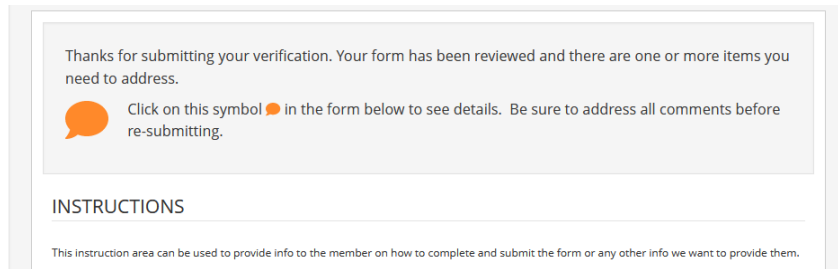 Thanks for submitting your verification. Your form has been reviewed and there are one or more items you
need to address.
Click on this symbol in the form below to see details. Be sure to address all comments before
re-submitting.
INSTRUCTIONS
This instruction area can be used to provide info to the member on how to complete and submit the form or any other info we want to provide them.